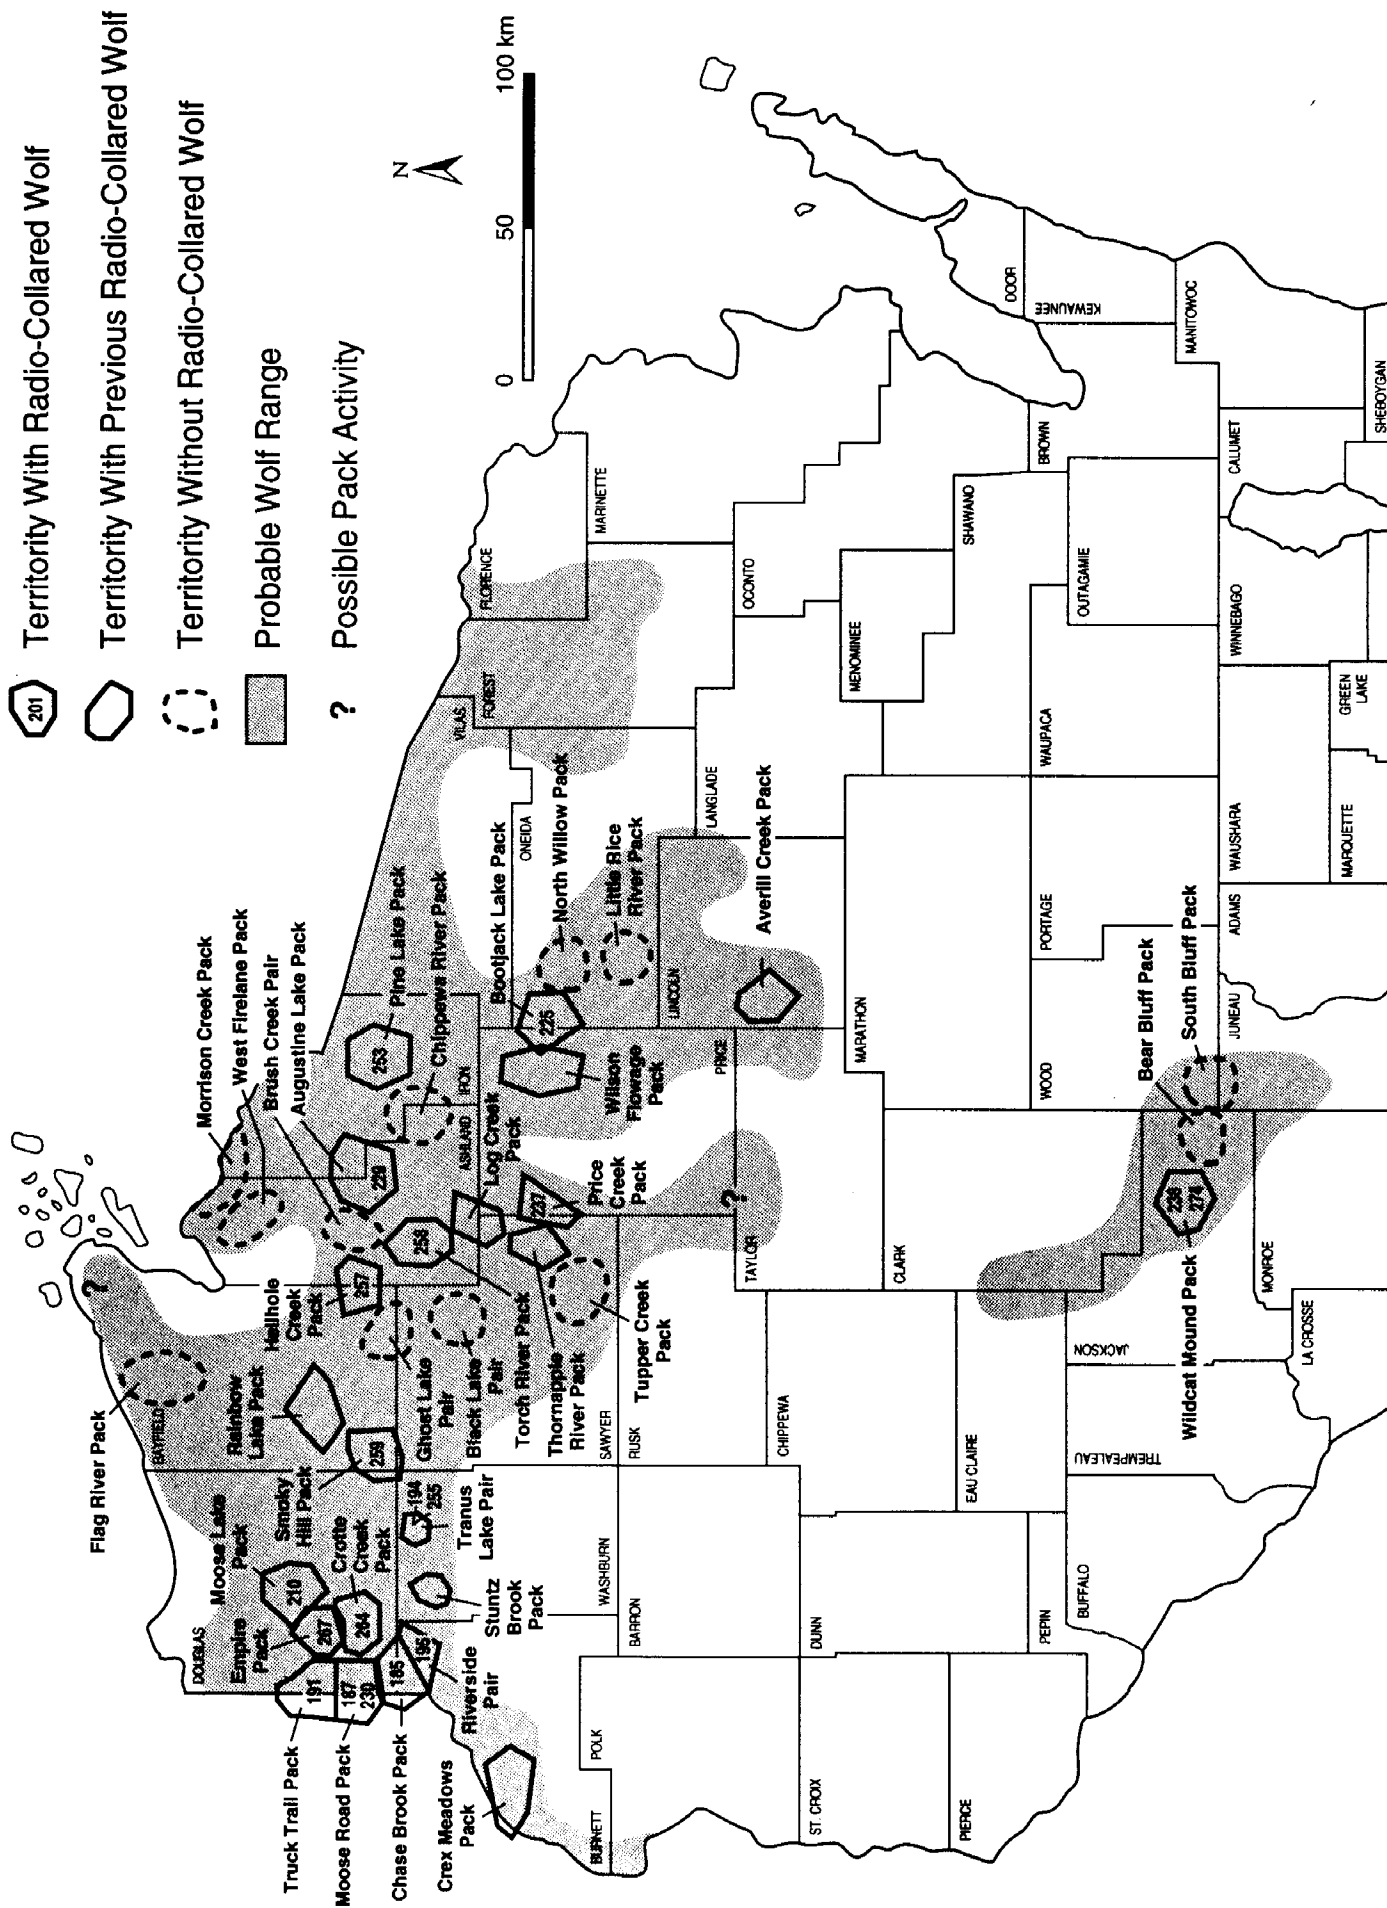 201 Territority With Radio-Collared Wolf
Territority With Previous Radio-Collared Wolf
Territority Without Radio-Collared Wolf
Probable Wolf Range
? Possible Pack Activity
N
0 50 100 km
Flag River Pack
?
Morrison Creek Pack
West Firelane Pack
Brush Creek Pair
Augustine Lake Pack
229
Pine Lake Pack
253
Chippewa River Pack
Hellhole
Creek
Pack
257
Rainbow
Lake Pack
Moose Lake
Pack
210
Smoky
Hill Pack
259
Crotte
Creek
Pack
264
Empire
Pack
267
Truck Trail Pack
191
Moose Road Pack
187
230
Chase Brook Pack
185
Riverside
Pair
195
Crex Meadows
Pack
Stuntz
Brook
Pack
Tranus
Lake Pair
194
255
Ghost Lake
Pair
Black Lake
Pair
Torch River Pack
258
Thornapple
River Pack
Tupper Creek
Pack
Log Creek
Pack
Price
Creek
Pack
237
?
Wilson
Flowage
Pack
Bootjack Lake Pack
225
North Willow Pack
Little Rice
River Pack
Averill Creek Pack
Bear Bluff Pack
South Bluff Pack
Wildcat Mound Pack
236
274
DOUGLAS
BAYFIELD
ASHLAND
IRON
VILAS
FOREST
FLORENCE
MARINETTE
BURNETT
WASHBURN
SAWYER
PRICE
ONEIDA
LINCOLN
LANGLADE
OCONTO
MENOMINEE
SHAWANO
POLK
BARRON
RUSK
TAYLOR
MARATHON
ST. CROIX
DUNN
CHIPPEWA
CLARK
PIERCE
PEPIN
EAU CLAIRE
WOOD
PORTAGE
WAUPACA
OUTAGAMIE
BROWN
DOOR
KEWAUNEE
MANITOWOC
BUFFALO
TREMPEALEAU
JACKSON
JUNEAU
ADAMS
WAUSHARA
WINNEBAGO
CALUMET
LA CROSSE
MONROE
MARQUETTE
GREEN
LAKE
SHEBOYGAN